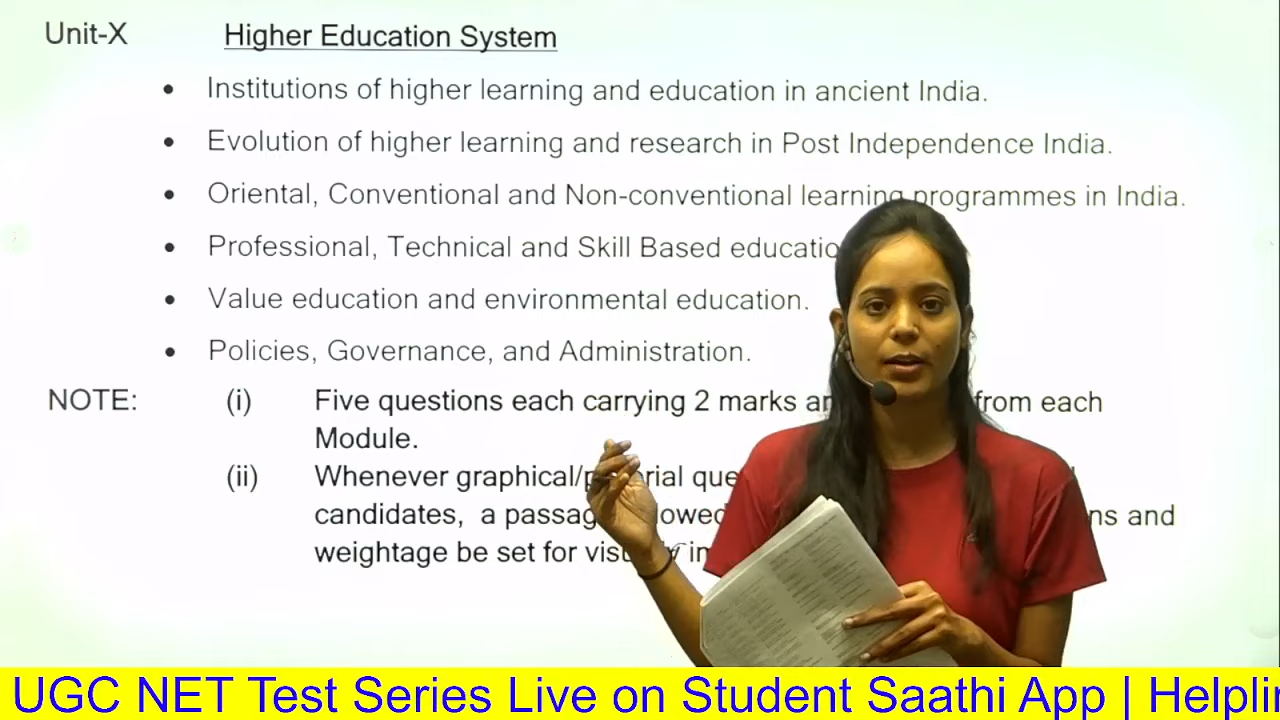 Unit-X Higher Education System
• Institutions of higher learning and education in ancient India.
• Evolution of higher learning and research in Post Independence India.
• Oriental, Conventional and Non-conventional learning programmes in India.
• Professional, Technical and Skill Based
• Value education and environmental education.
• Policies, Governance, and Administration.
NOTE: (i) Five questions each carrying 2 marks from each
Module.
(ii) Whenever
candidates, a and
weightage be set for
UGC NET Test Series Live on Student Saathi App |